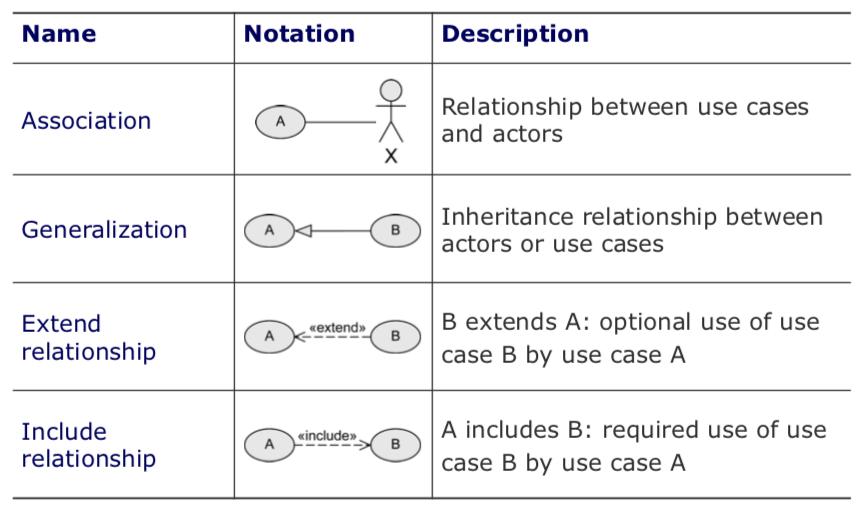 Name Notation Description
Association
A
X
Relationship between use cases
and actors
Generalization
A B
Inheritance relationship between
actors or use cases
Extend
relationship
A «extend» B
B extends A: optional use of use
case B by use case A
Include
relationship
A «include» B
A includes B: required use of use
case B by use case A